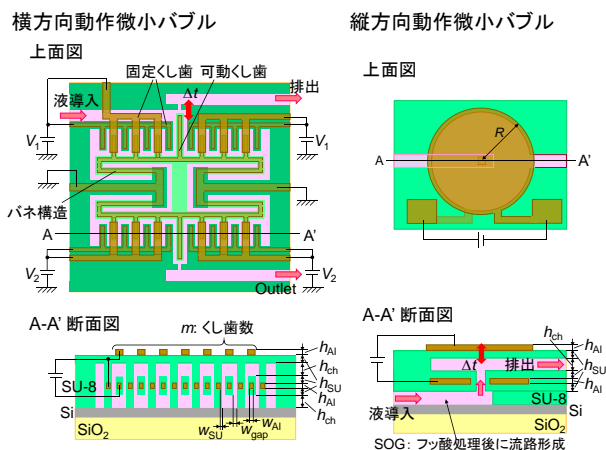 横方向動作微小バブル
上面図
固定くし歯
可動くし歯
Δt
排出
液導入
V1
V1
バネ構造
A
A'
V2
V2
Outlet
A-A' 断面図
m: くし歯数
hAl
hch
hSU
hAl
hch
SU-8
Si
SiO2
wSU
wgap
wAl
縦方向動作微小バブル
上面図
R
A
A'
A-A' 断面図
hch
hAl
hSU
hAl
Δt
排出
SU-8
液導入
SOG: フッ酸処理後に流路形成